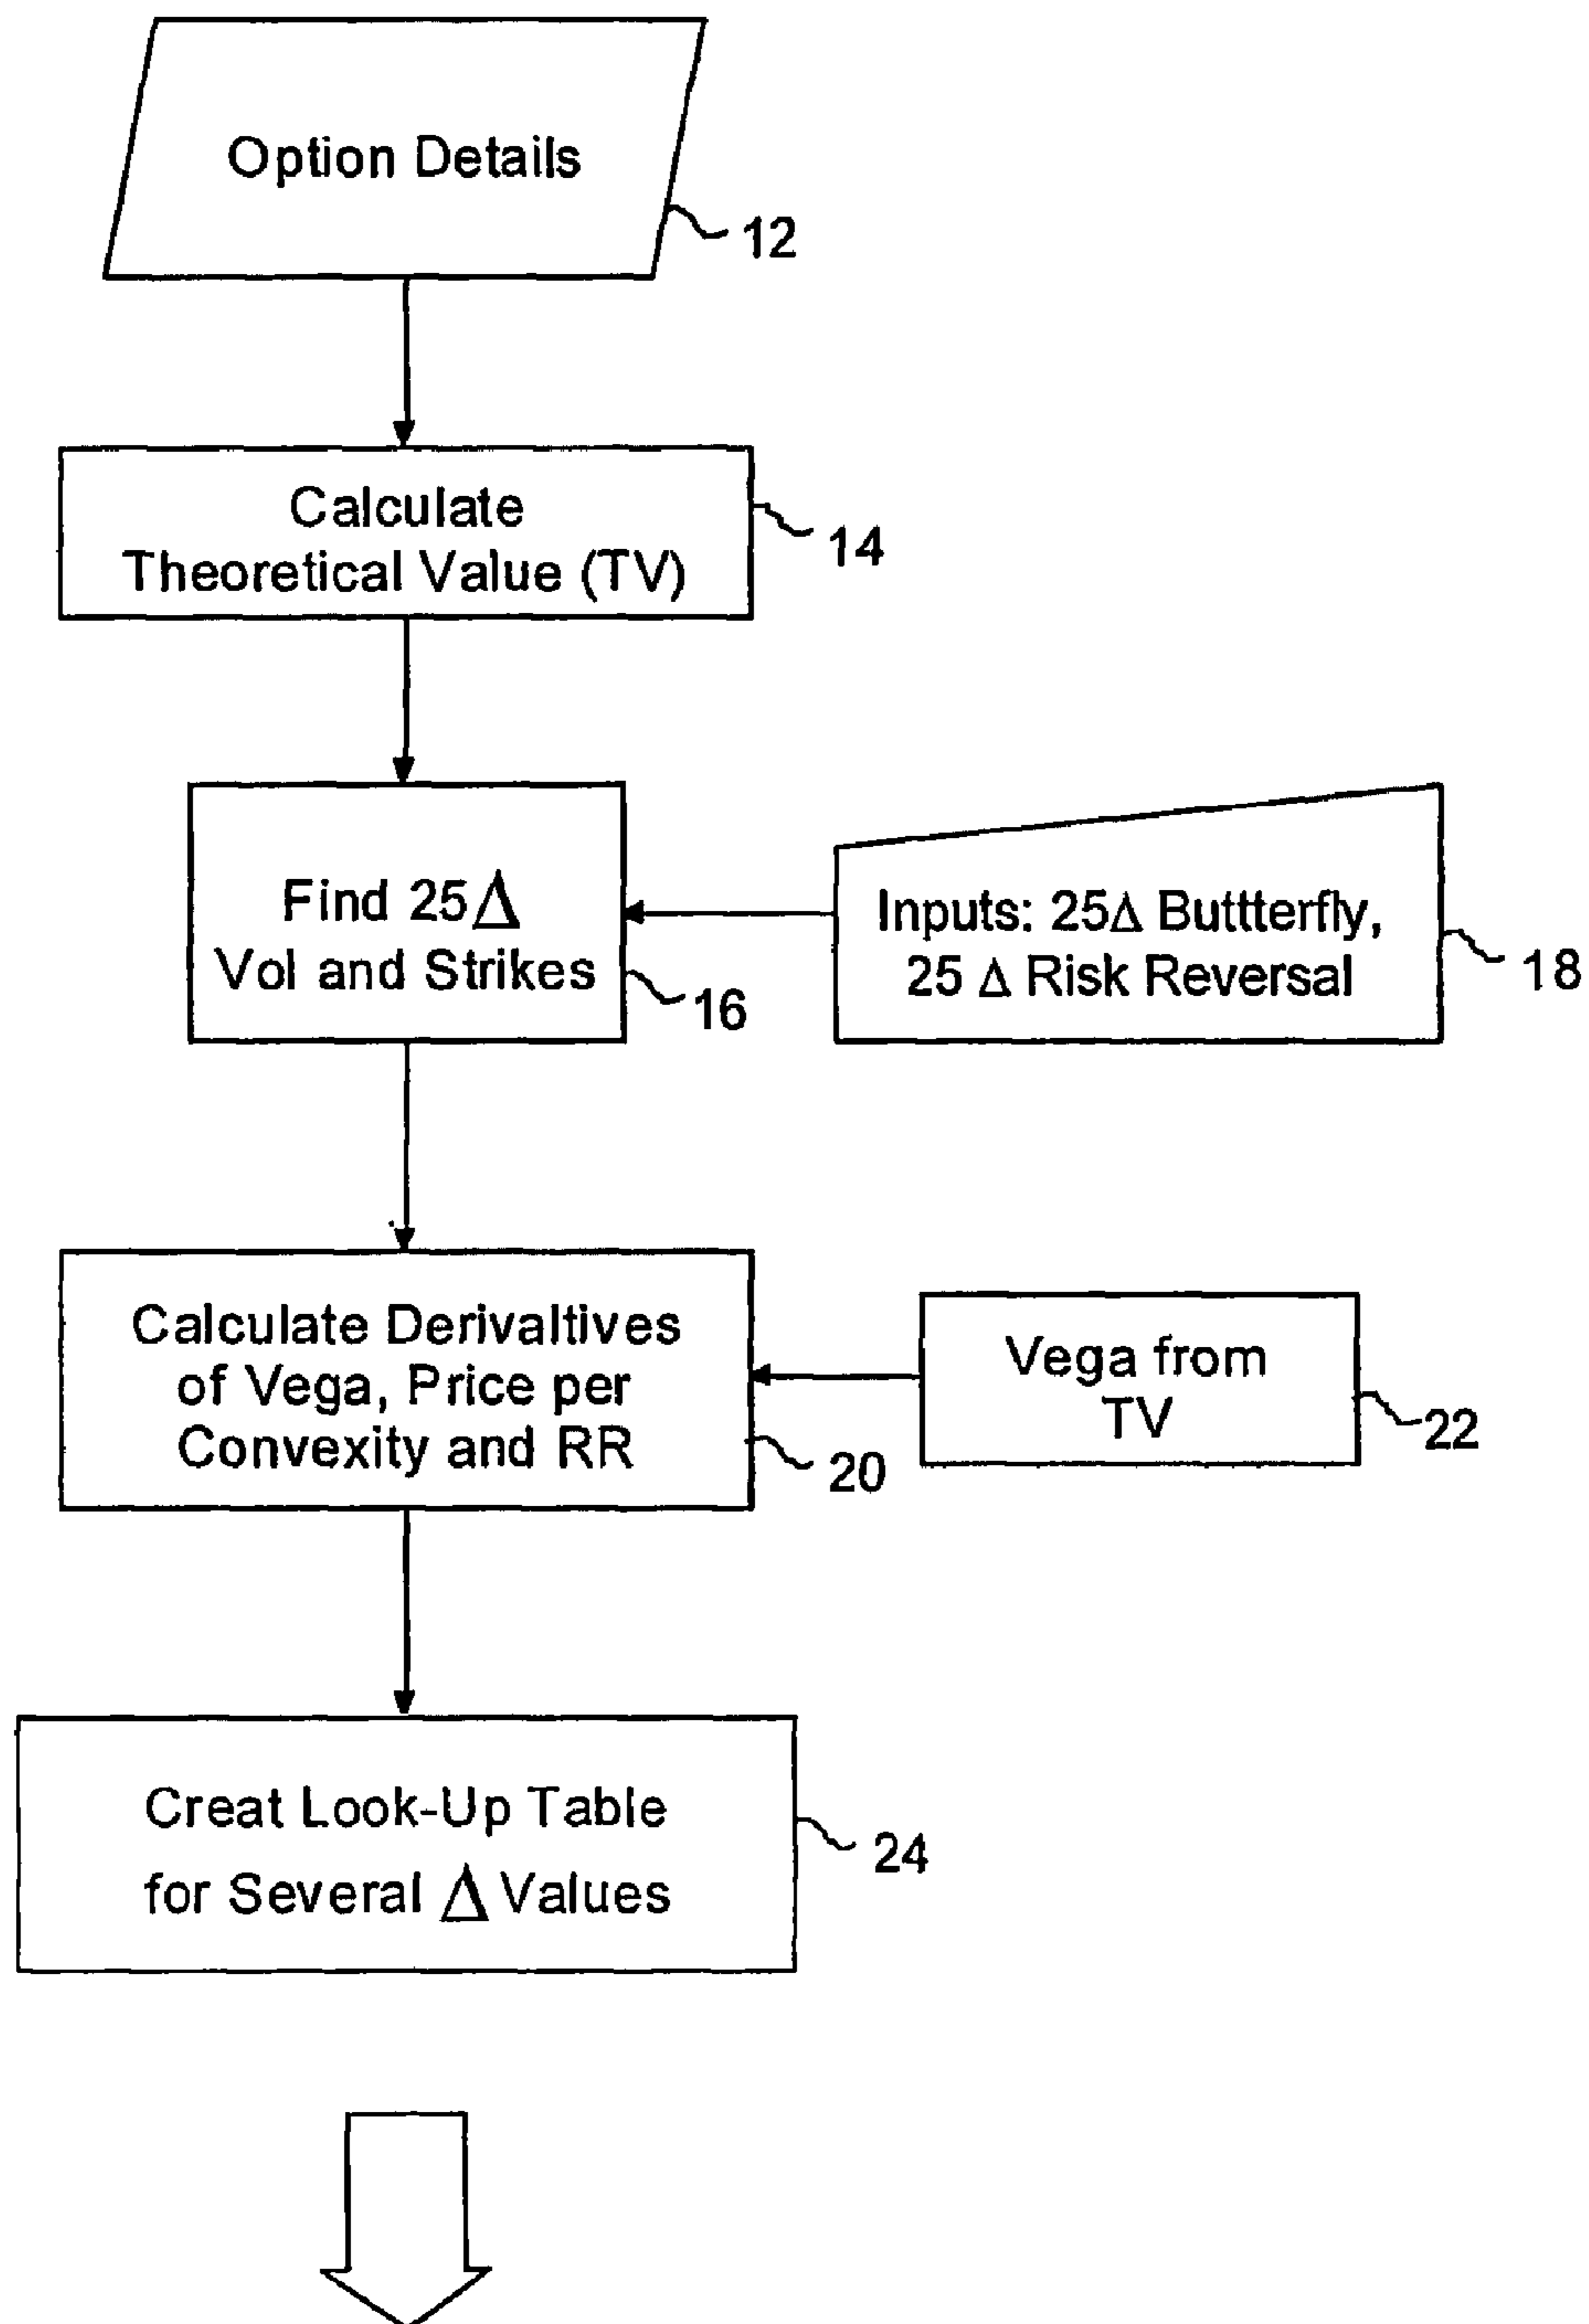 Option Details
12
Calculate
Theoretical Value (TV)
14
Find 25Δ
Vol and Strikes
16
Inputs: 25Δ Buttterfly,
25 Δ Risk Reversal
18
Calculate Derivaltives
of Vega, Price per
Convexity and RR
20
Vega from
TV
22
Creat Look-Up Table
for Several Δ Values
24